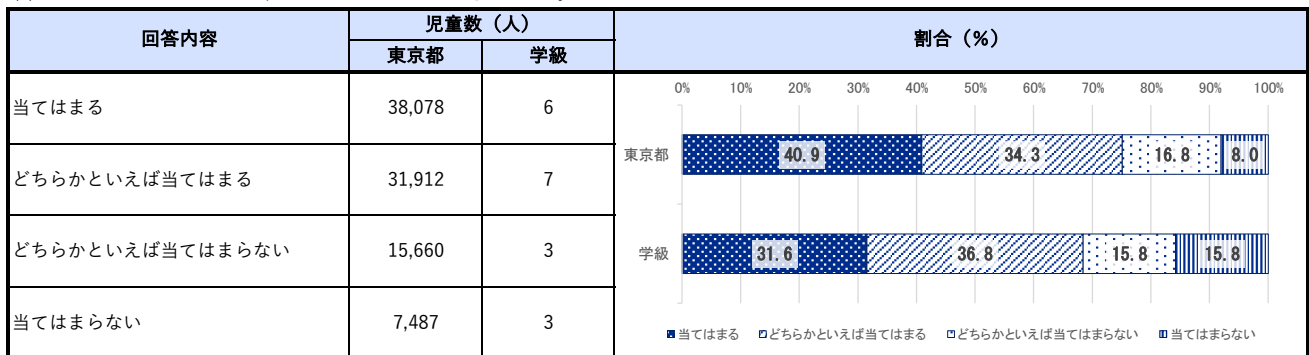 回答内容 児童数（人） 割合（％）
東京都 学級
当てはまる 38,078 6
どちらかといえば当てはまる 31,912 7
どちらかといえば当てはまらない 15,660 3
当てはまらない 7,487 3
0% 10% 20% 30% 40% 50% 60% 70% 80% 90% 100%
東京都 40.9 34.3 16.8 8.0
学級 31.6 36.8 15.8 15.8
当てはまる どちらかといえば当てはまる どちらかといえば当てはまらない 当てはまらない